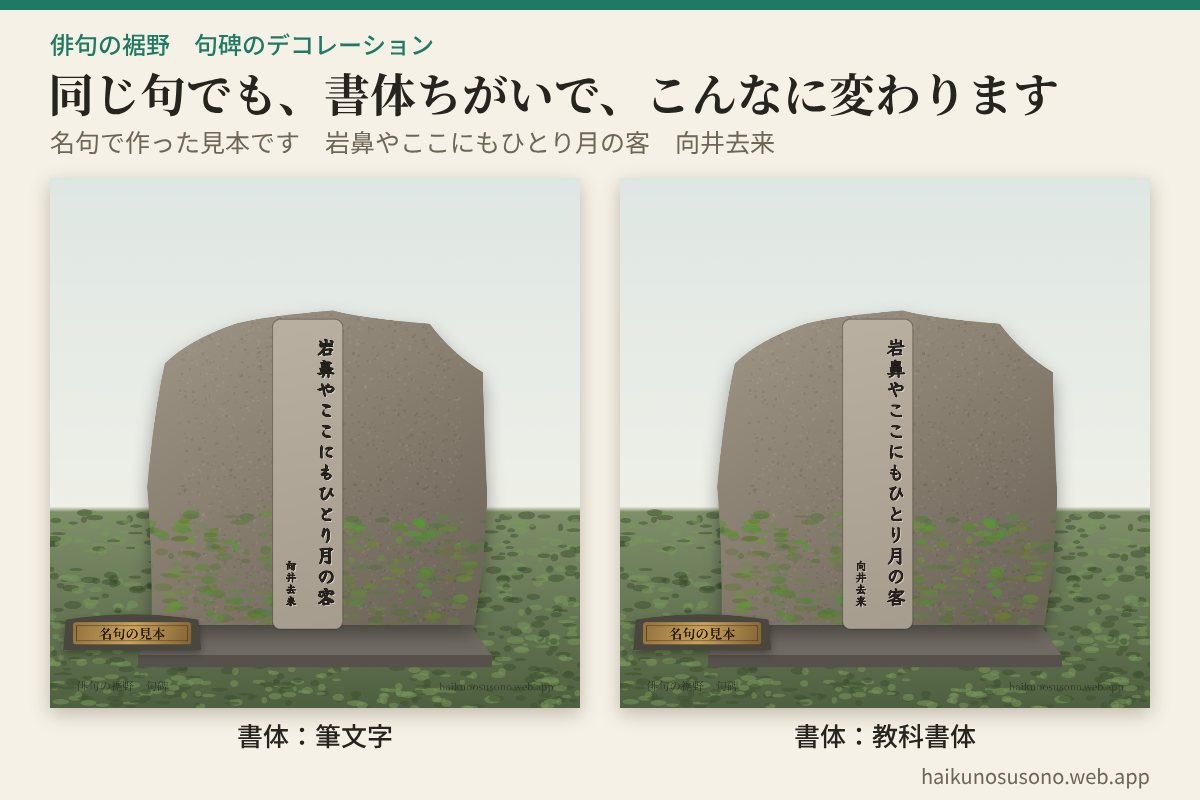 俳句の裾野　句碑のデコレーション
同じ句でも、書体ちがいで、こんなに変わります
名句で作った見本です　岩鼻やここにもひとり月の客　向井去来
岩鼻やここにもひとり月の客
向井去来
名句の見本
俳句の裾野　句碑
haikunosusono.web.app
書体：筆文字
岩鼻やここにもひとり月の客
向井去来
名句の見本
俳句の裾野　句碑
haikunosusono.web.app
書体：教科書体
haikunosusono.web.app